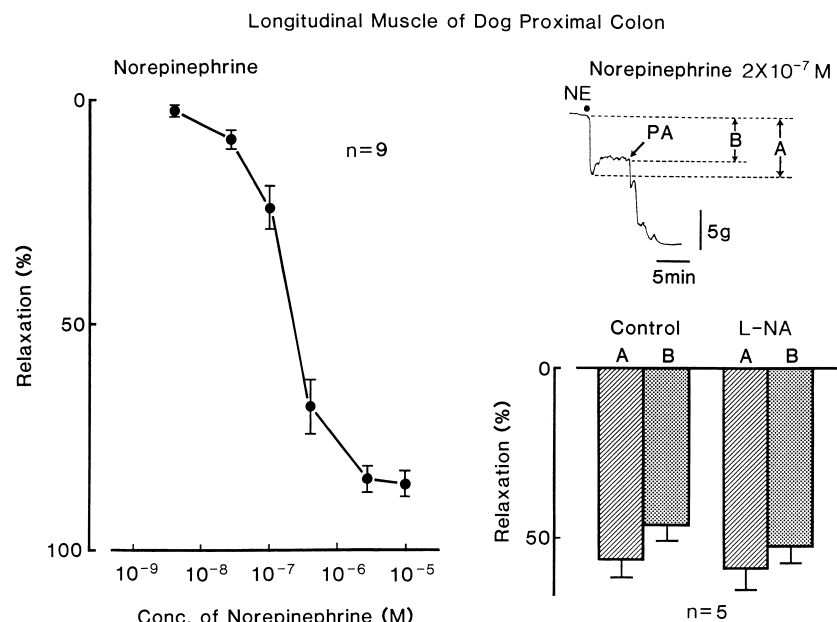 Longitudinal Muscle of Dog Proximal Colon
Norepinephrine
0
50
100
Relaxation (%)
n=9
10⁻⁹ 10⁻⁸ 10⁻⁷ 10⁻⁶ 10⁻⁵
Conc. of Norepinephrine (M)
Norepinephrine 2X10⁻⁷ M
NE
PA
B
A
5g
5min
Control L-NA
A B A B
0
50
Relaxation (%)
n=5